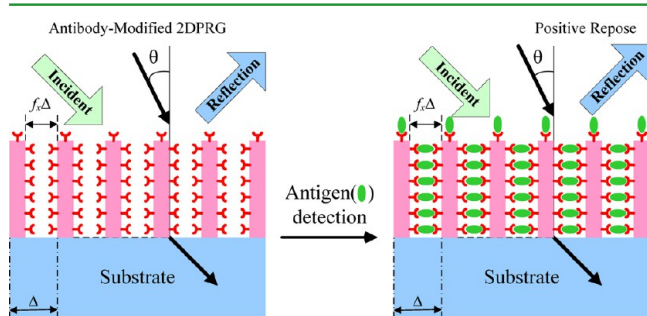 Antibody-Modified 2DPRG
Positive Repose
θ
θ
Incident
Reflection
Incident
Reflection
fₓΔ
fₓΔ
Antigen( )
detection
Substrate
Substrate
Δ
Δ